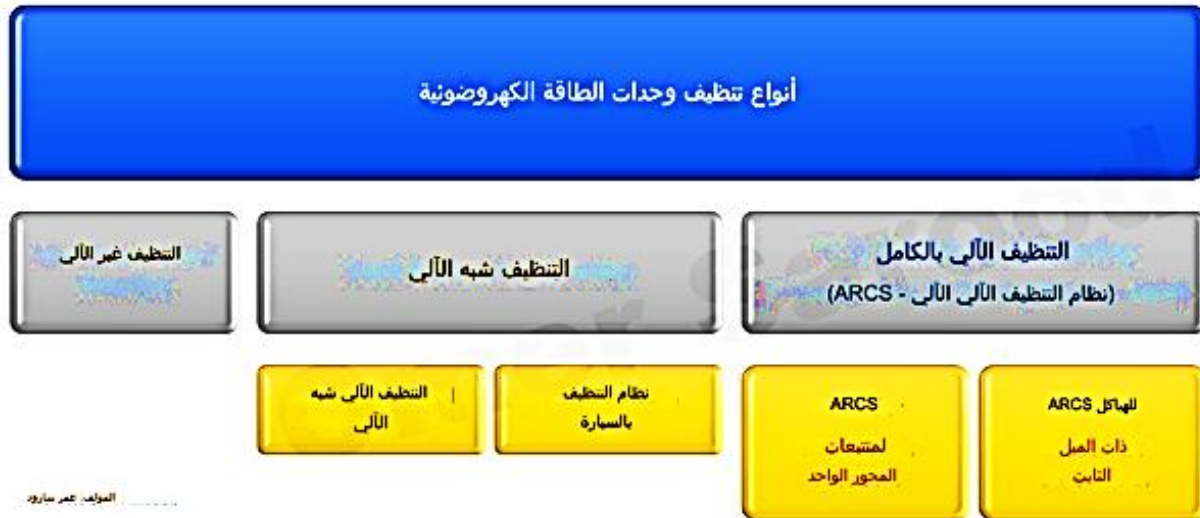 أنواع تنظيف وحدات الطاقة الكهروضوئية
التنظيف الآلي بالكامل
(نظام التنظيف الآلي الآلي - ARCS)
التنظيف شبه الآلي
التنظيف غير الآلي
للهياكل ARCS
ذات الميل
الثابت
ARCS
لمتتبعات
المحور الواحد
نظام التنظيف
بالسيارة
التنظيف الآلي شبه
الآلي
المؤلف: عمر سارود